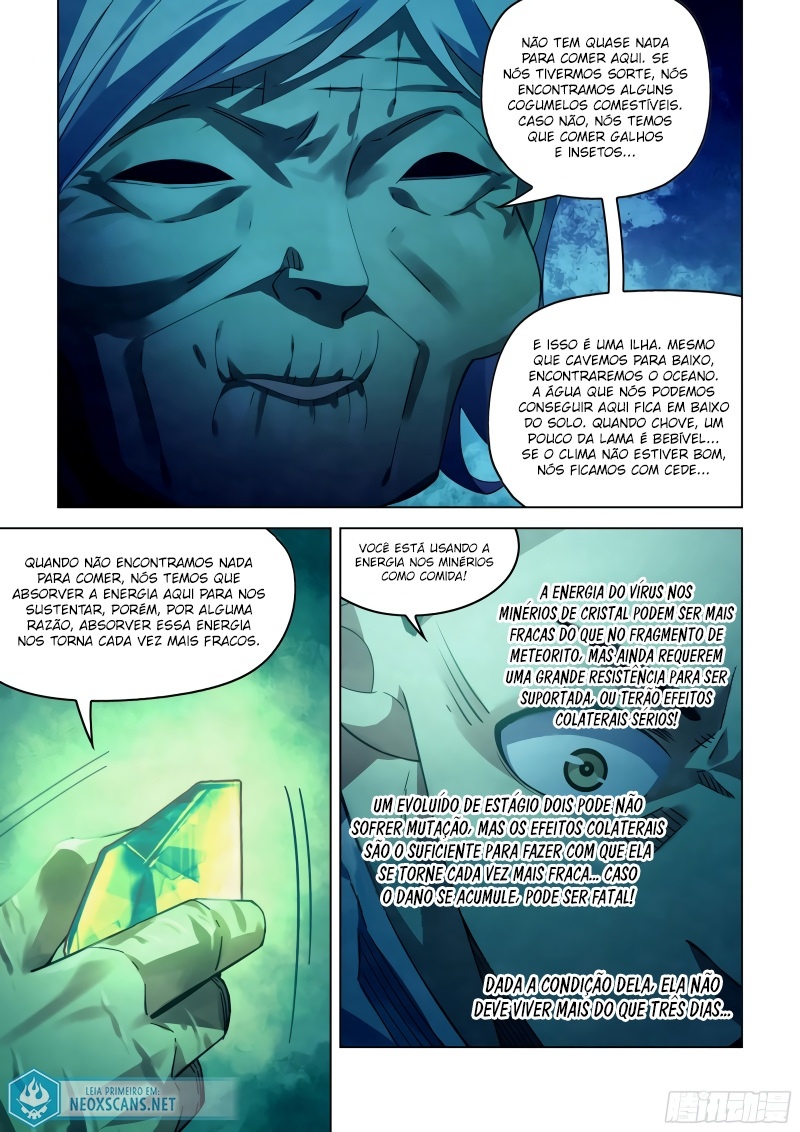 NÃO TEM QUASE NADA
PARA COMER AQUI. SE
NÓS TIVERMOS SORTE, NÓS
ENCONTRAMOS ALGUNS
COGUMELOS COMESTÍVEIS.
CASO NÃO, NÓS TEMOS
QUE COMER GALHOS
E INSETOS...
E ISSO É UMA ILHA. MESMO
QUE CAVEMOS PARA BAIXO,
ENCONTRAREMOS O OCEANO.
A ÁGUA QUE NÓS PODEMOS
CONSEGUIR AQUI FICA EM BAIXO
DO SOLO. QUANDO CHOVE, UM
POUCO DA LAMA É BEBÍVEL...
SE O CLIMA NÃO ESTIVER BOM,
NÓS FICAMOS COM CEDE...
QUANDO NÃO ENCONTRAMOS NADA
PARA COMER, NÓS TEMOS QUE
ABSORVER A ENERGIA AQUI PARA NOS
SUSTENTAR, PORÉM, POR ALGUMA
RAZÃO, ABSORVER ESSA ENERGIA
NOS TORNA CADA VEZ MAIS FRACOS.
VOCÊ ESTÁ USANDO A
ENERGIA NOS MINÉRIOS
COMO COMIDA!
A ENERGIA DO VÍRUS NOS
MINÉRIOS DE CRISTAL PODEM SER MAIS
FRACAS DO QUE NO FRAGMENTO DE
METEORITO, MAS AINDA REQUEREM
UMA GRANDE RESISTÊNCIA PARA SER
SUPORTADA, OU TERÃO EFEITOS
COLATERAIS SÉRIOS!
UM EVOLUÍDO DE ESTÁGIO DOIS PODE NÃO
SOFRER MUTAÇÃO, MAS OS EFEITOS COLATERAIS
SÃO O SUFICIENTE PARA FAZER COM QUE ELA
SE TORNE CADA VEZ MAIS FRACA... CASO
O DANO SE ACUMULE, PODE SER FATAL!
DADA A CONDIÇÃO DELA, ELA NÃO
DEVE VIVER MAIS DO QUE TRÊS DIAS...
LEIA PRIMEIRO EM:
NEOXSCANS.NET
腾讯动漫